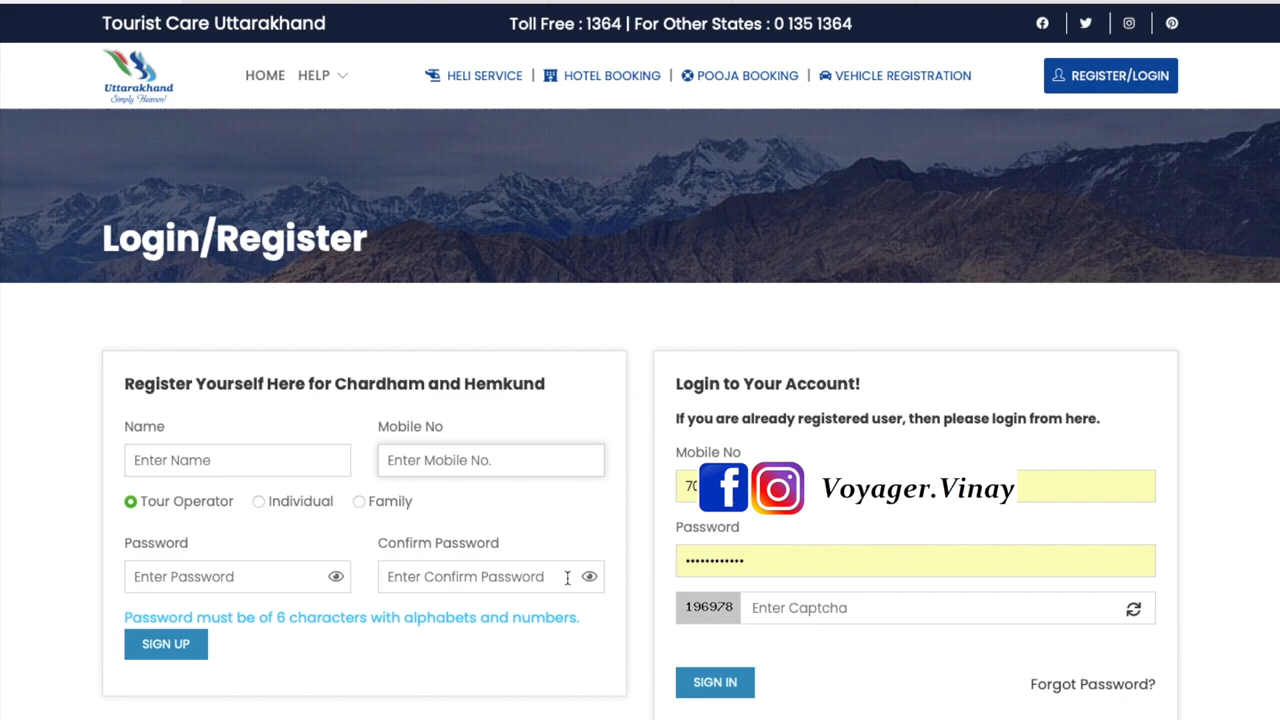 Tourist Care Uttarakhand
Toll Free : 1364 | For Other States : 0 135 1364
Uttarakhand
Simply Heaven!
HOME HELP
HELI SERVICE | HOTEL BOOKING | POOJA BOOKING | VEHICLE REGISTRATION
REGISTER/LOGIN
Login/Register
Register Yourself Here for Chardham and Hemkund
Name
Mobile No
Enter Name
Enter Mobile No.
Tour Operator Individual Family
Password
Confirm Password
Enter Password
Enter Confirm Password
Password must be of 6 characters with alphabets and numbers.
SIGN UP
Login to Your Account!
If you are already registered user, then please login from here.
Mobile No
70
Voyager.Vinay
Password
••••••••••••
196978
Enter Captcha
SIGN IN
Forgot Password?